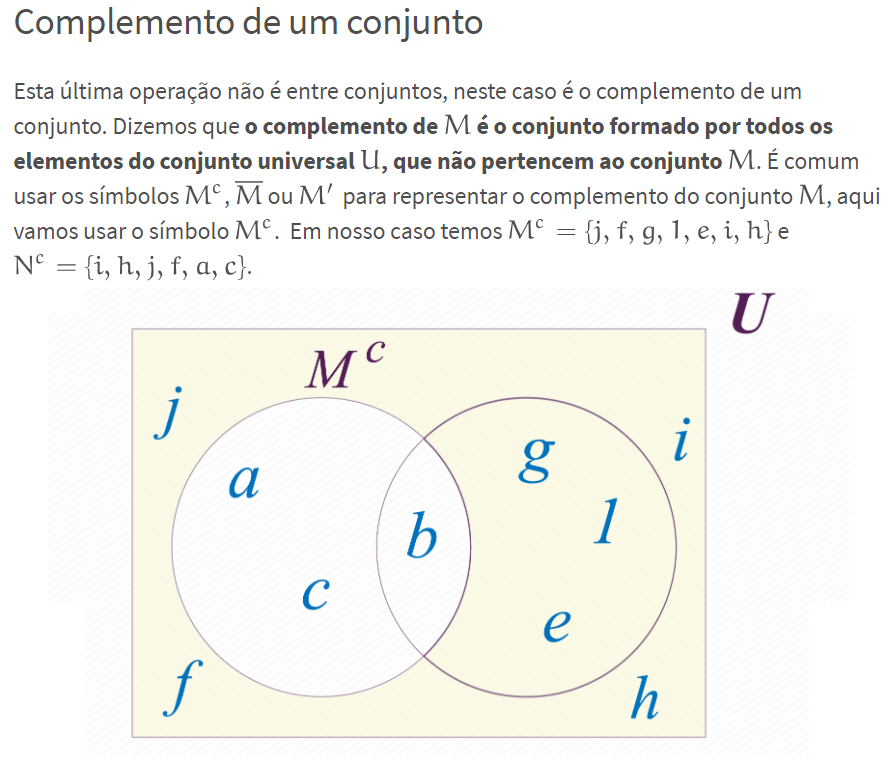 Complemento de um conjunto
Esta última operação não é entre conjuntos, neste caso é o complemento de um
conjunto. Dizemos que o complemento de M é o conjunto formado por todos os
elementos do conjunto universal U, que não pertencem ao conjunto M. É comum
usar os símbolos Mᶜ, M̅ ou M′ para representar o complemento do conjunto M, aqui
vamos usar o símbolo Mᶜ. Em nosso caso temos Mᶜ = {j, f, g, 1, e, i, h} e
Nᶜ = {i, h, j, f, a, c}.
U
Mᶜ
j
i
g
a
1
b
c
e
f
h